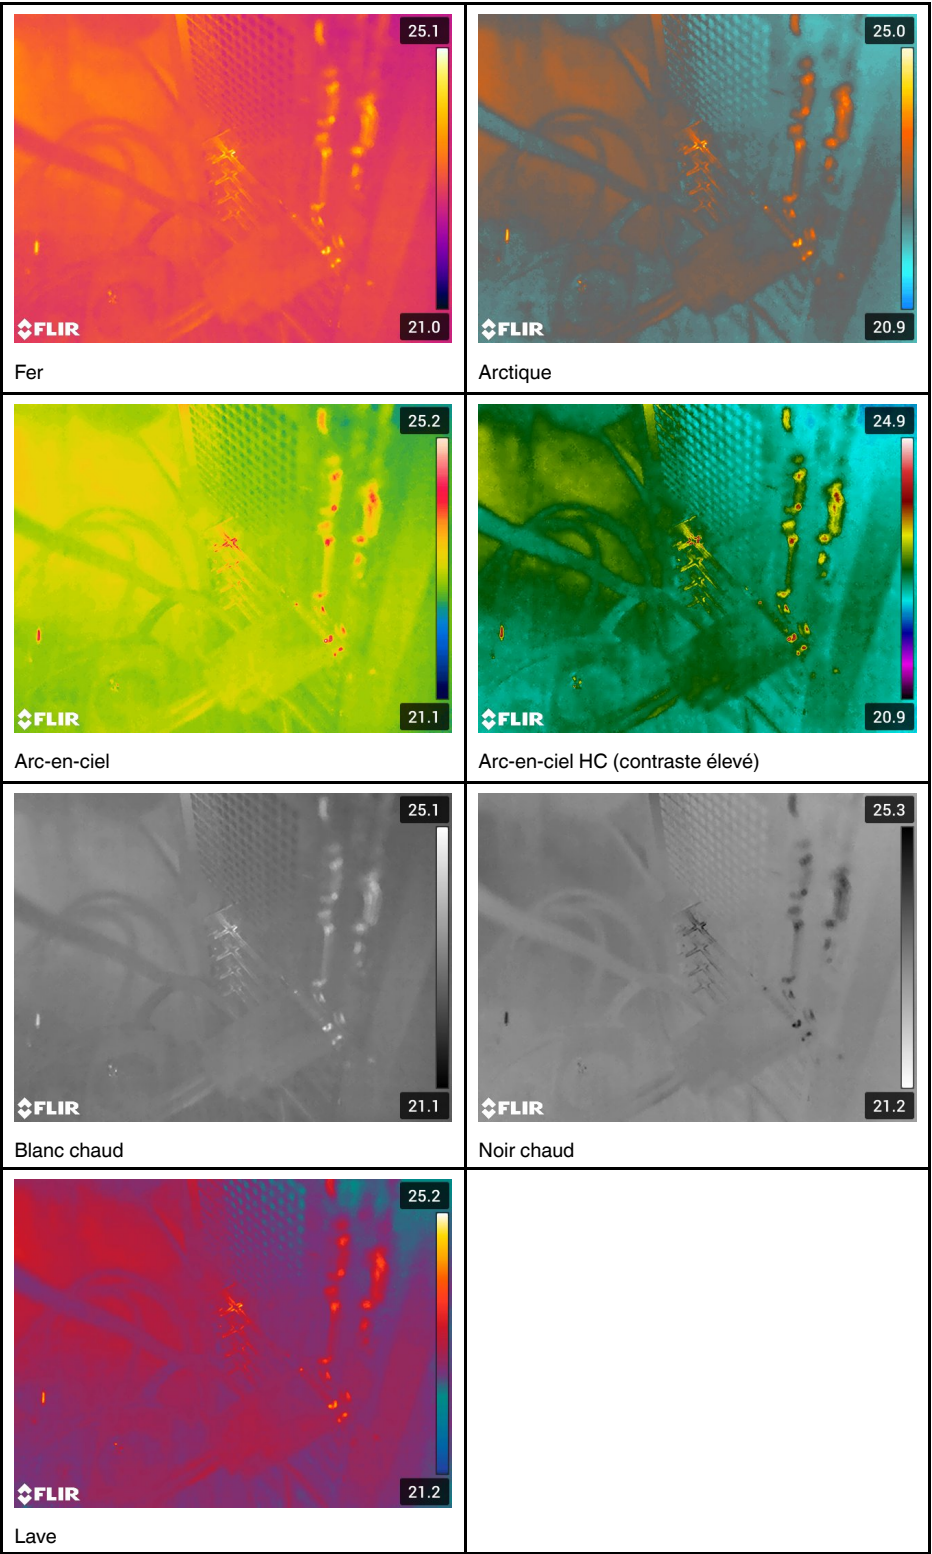 25.1
21.0
FLIR
Fer
25.0
20.9
FLIR
Arctique
25.2
21.1
FLIR
Arc-en-ciel
24.9
20.9
FLIR
Arc-en-ciel HC (contraste élevé)
25.1
21.1
FLIR
Blanc chaud
25.3
21.2
FLIR
Noir chaud
25.2
21.2
FLIR
Lave